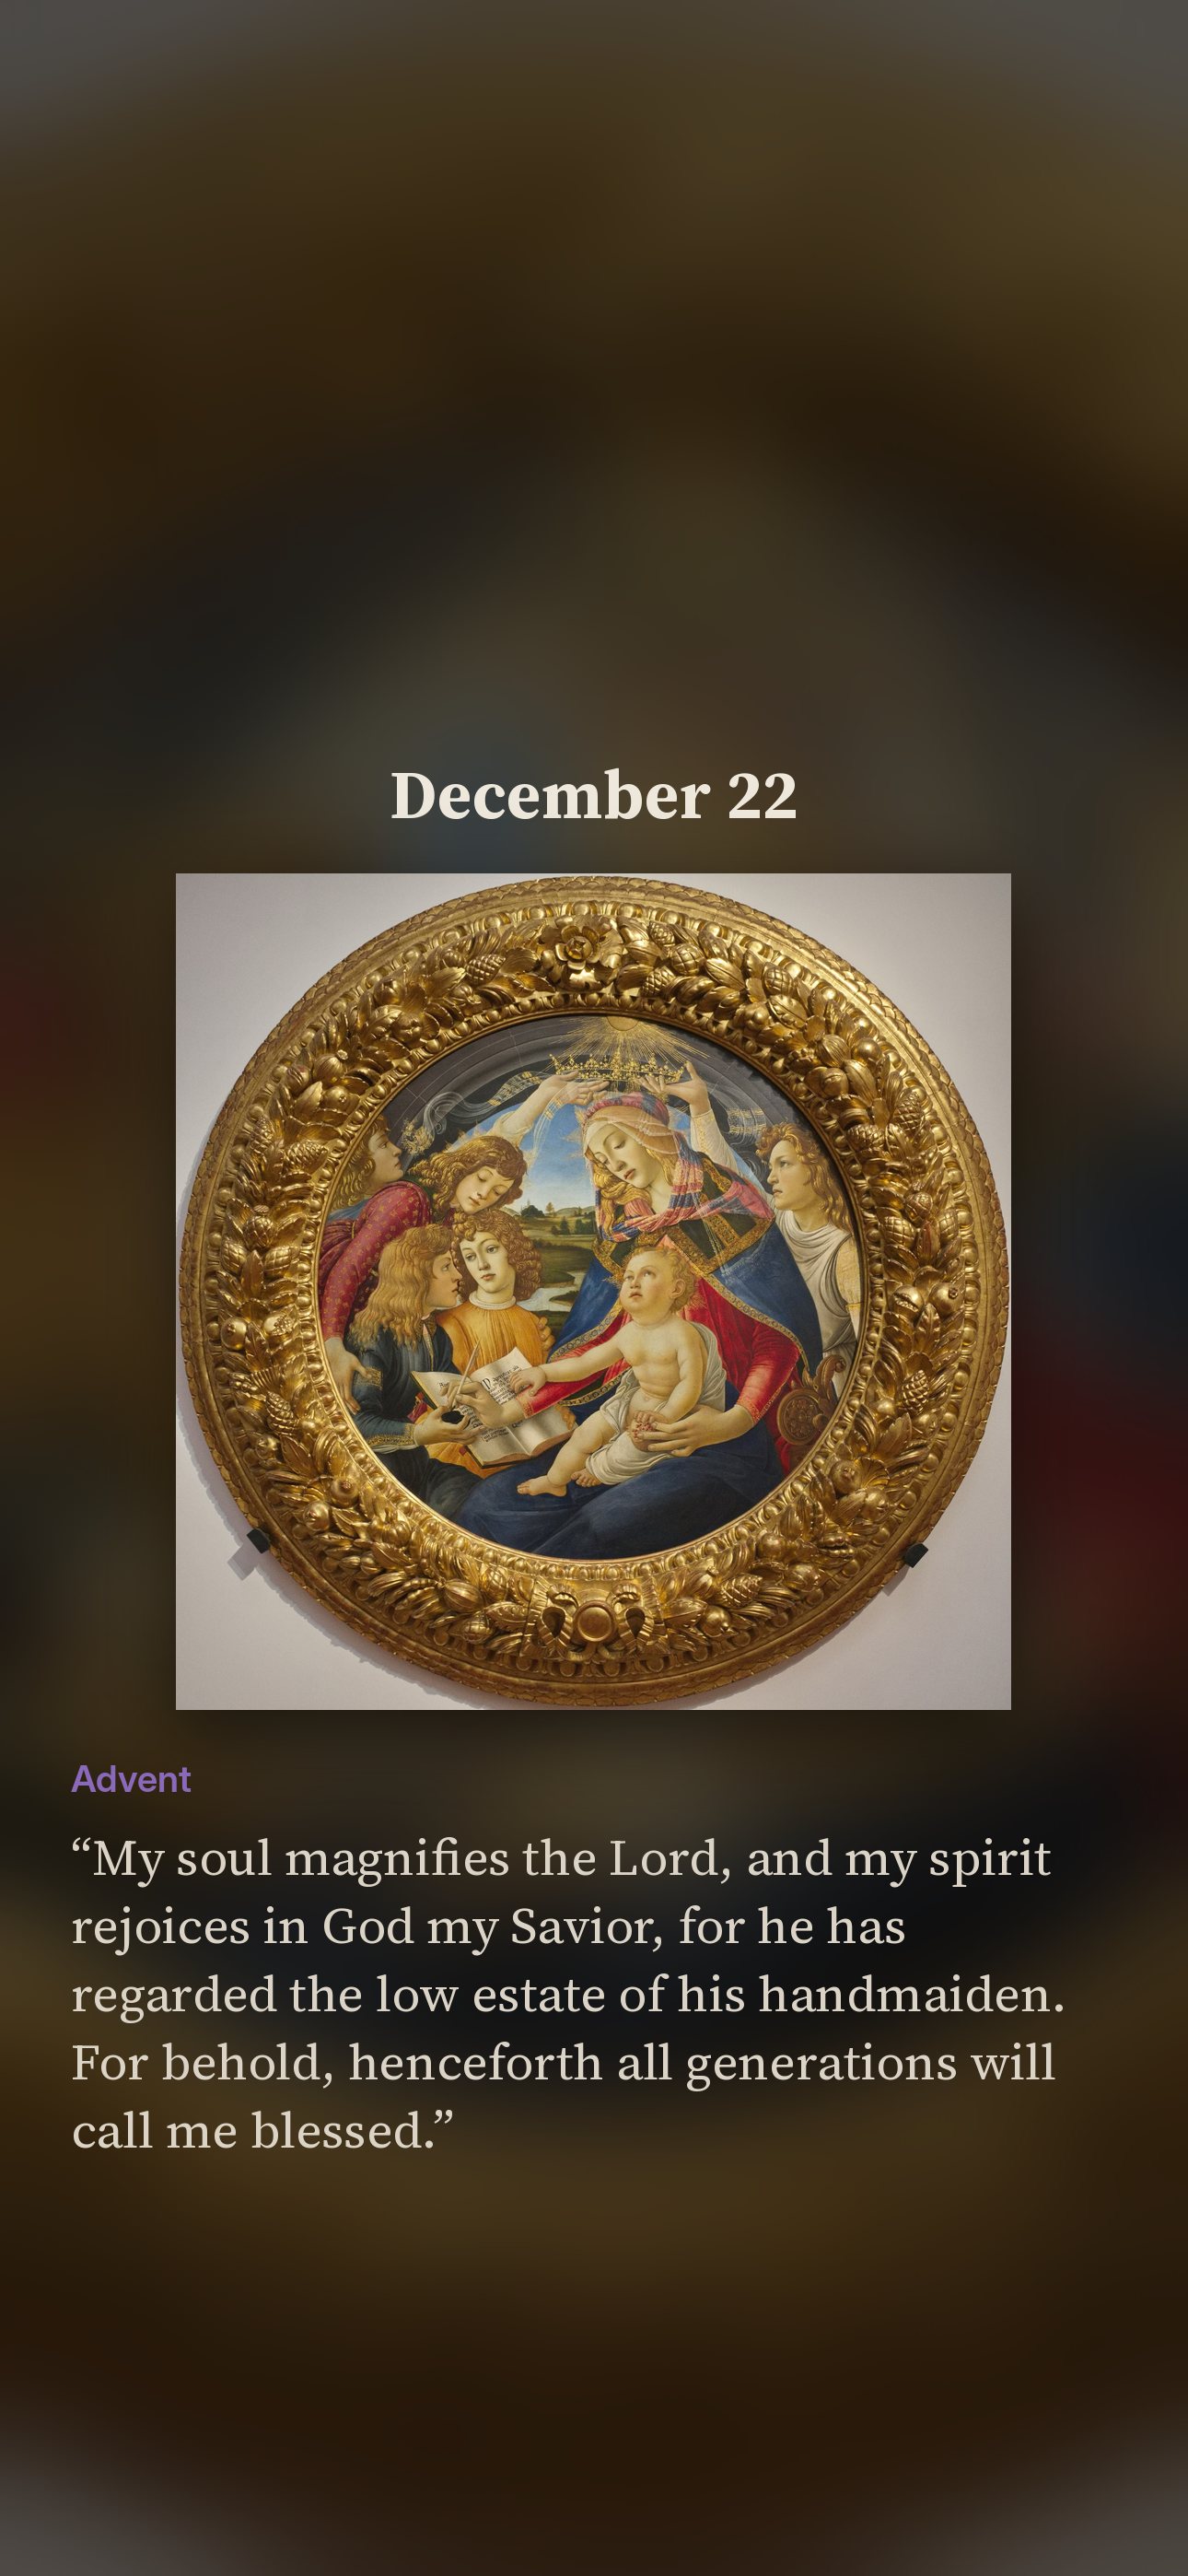 December 22
Advent
“My soul magnifies the Lord, and my spirit
rejoices in God my Savior, for he has
regarded the low estate of his handmaiden.
For behold, henceforth all generations will
call me blessed.”